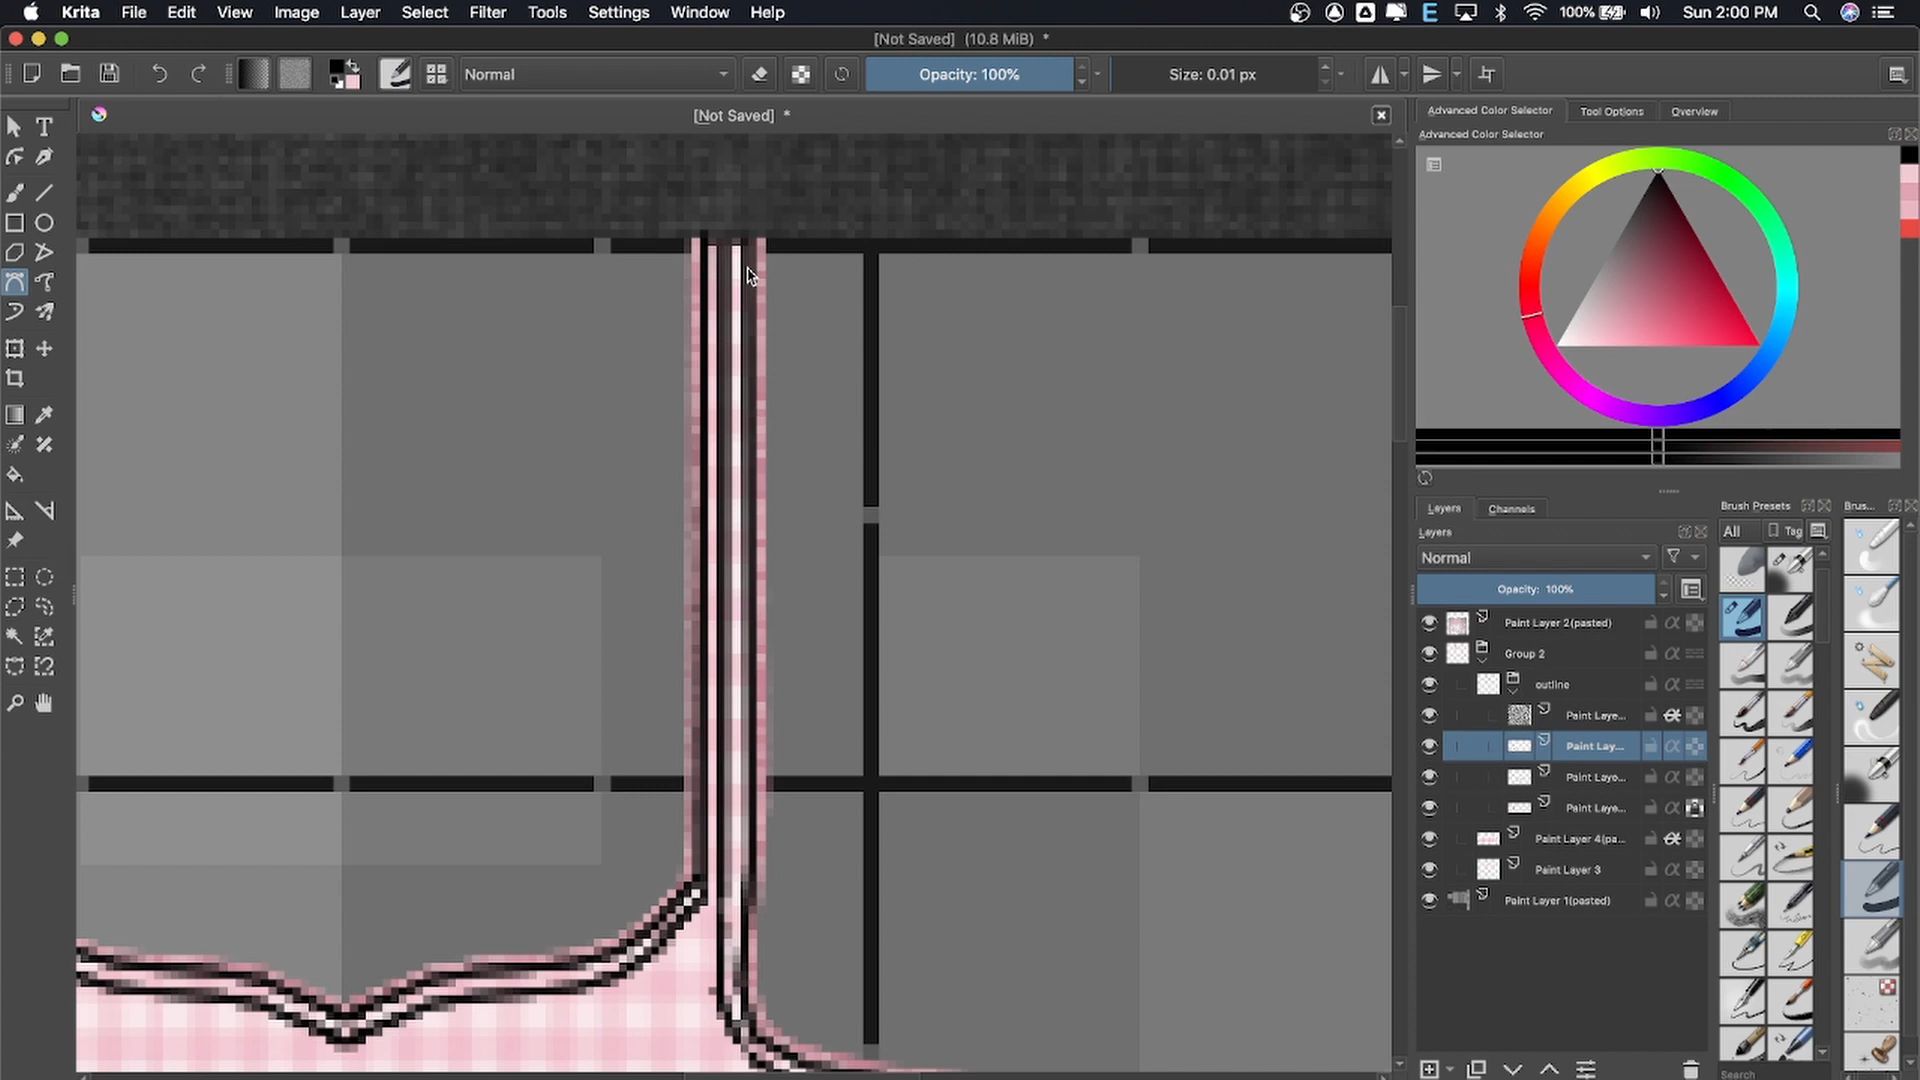 Krita File Edit View Image Layer Select Filter Tools Settings Window Help 100% Sun 2:00 PM
[Not Saved] (10.8 MiB) *
Normal Opacity: 100% Size: 0.01 px
[Not Saved] *
Advanced Color Selector Tool Options Overview
Advanced Color Selector
Layers Channels
Layers
Normal
Opacity: 100%
Paint Layer 2(pasted)
Group 2
outline
Paint Laye...
Paint Lay...
Paint Laye...
Paint Laye...
Paint Layer 4(pa...
Paint Layer 3
Paint Layer 1(pasted)
Brush Presets
All Tag
Search
Brus...